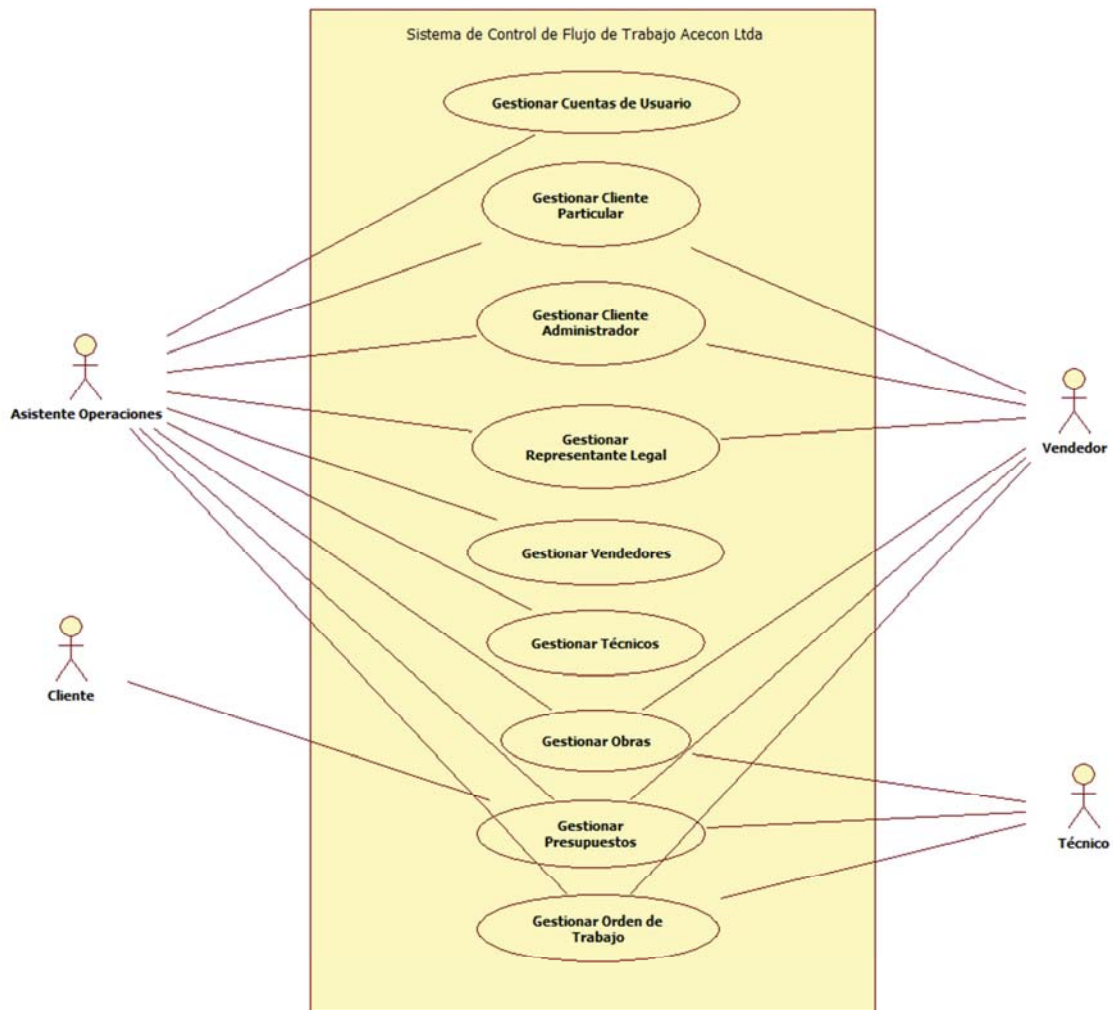 Sistema de Control de Flujo de Trabajo Acecon Ltda
Gestionar Cuentas de Usuario
Gestionar Cliente
Particular
Gestionar Cliente
Administrador
Asistente Operaciones
Gestionar
Representante Legal
Vendedor
Gestionar Vendedores
Gestionar Técnicos
Cliente
Gestionar Obras
Gestionar
Presupuestos
Técnico
Gestionar Orden de
Trabajo